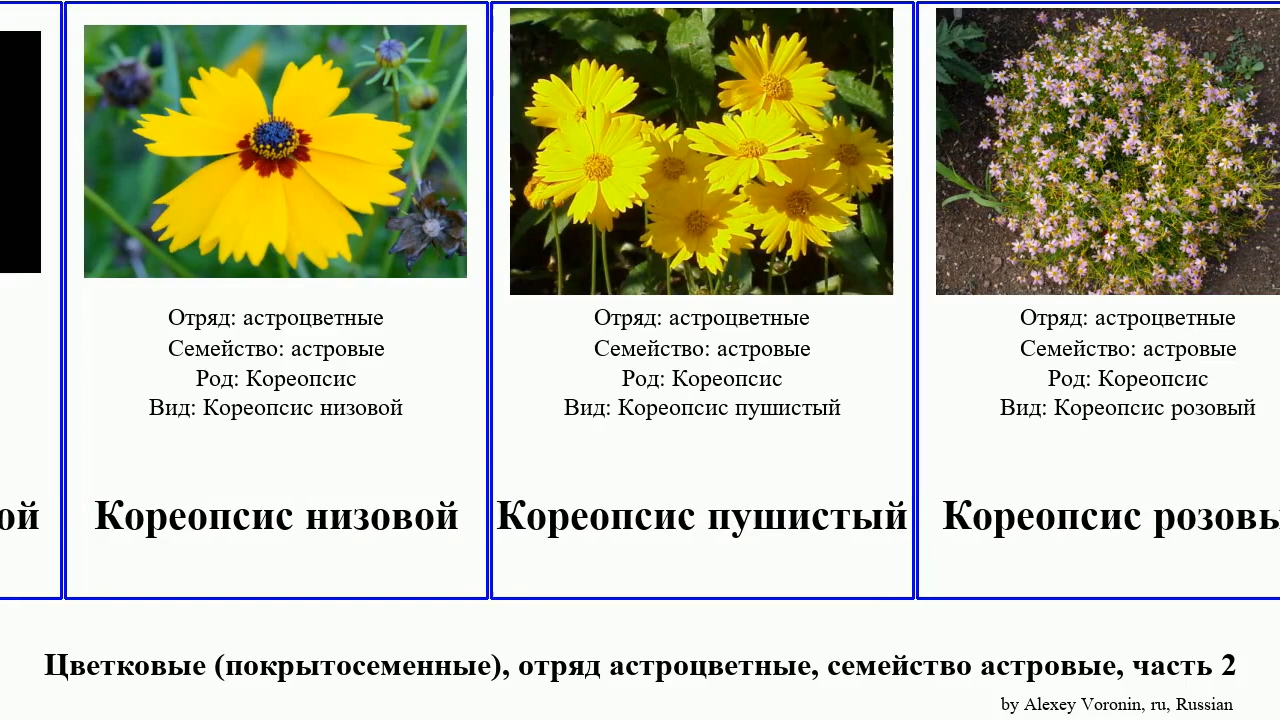 Отряд: астроцветные
Семейство: астровые
Род: Кореопсис
Вид: Кореопсис низовой
Отряд: астроцветные
Семейство: астровые
Род: Кореопсис
Вид: Кореопсис пушистый
Отряд: астроцветные
Семейство: астровые
Род: Кореопсис
Вид: Кореопсис розовый
ой
Кореопсис низовой
Кореопсис пушистый
Кореопсис розовы
Цветковые (покрытосеменные), отряд астроцветные, семейство астровые, часть 2
by Alexey Voronin, ru, Russian